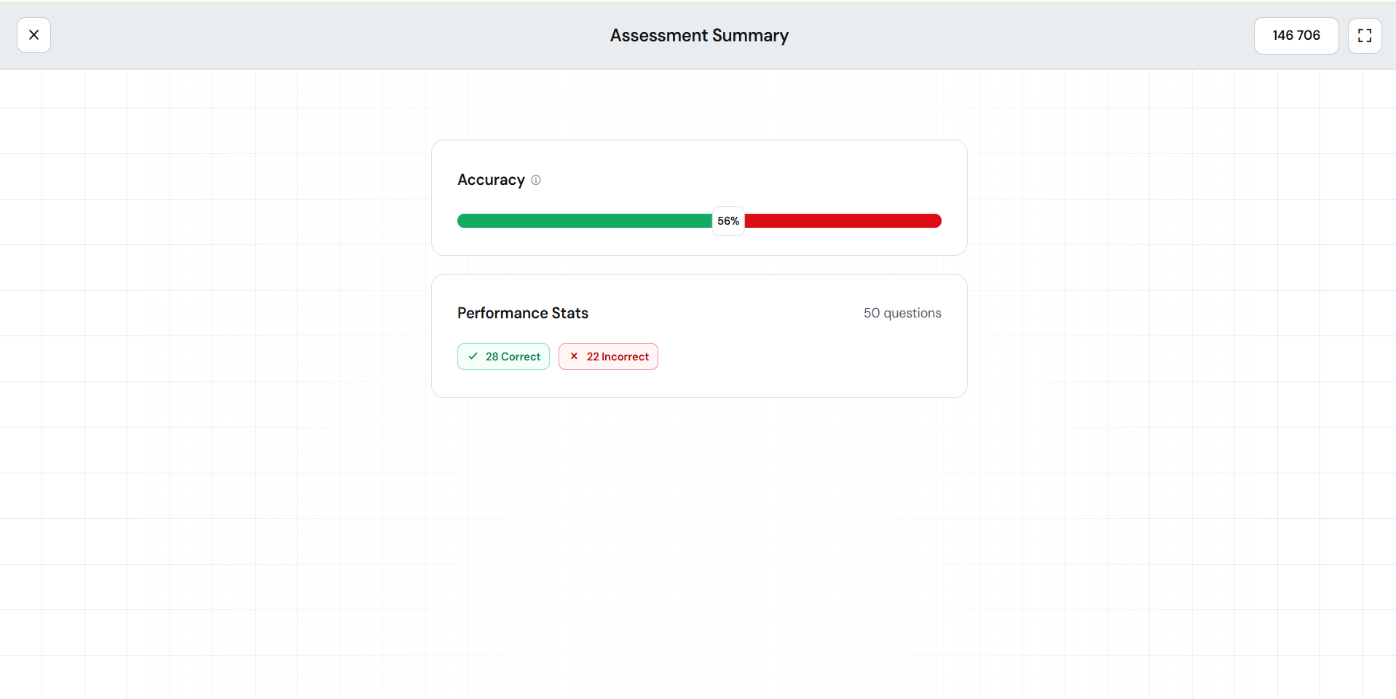 Assessment Summary
146 706
Accuracy
56%
Performance Stats
50 questions
28 Correct
22 Incorrect